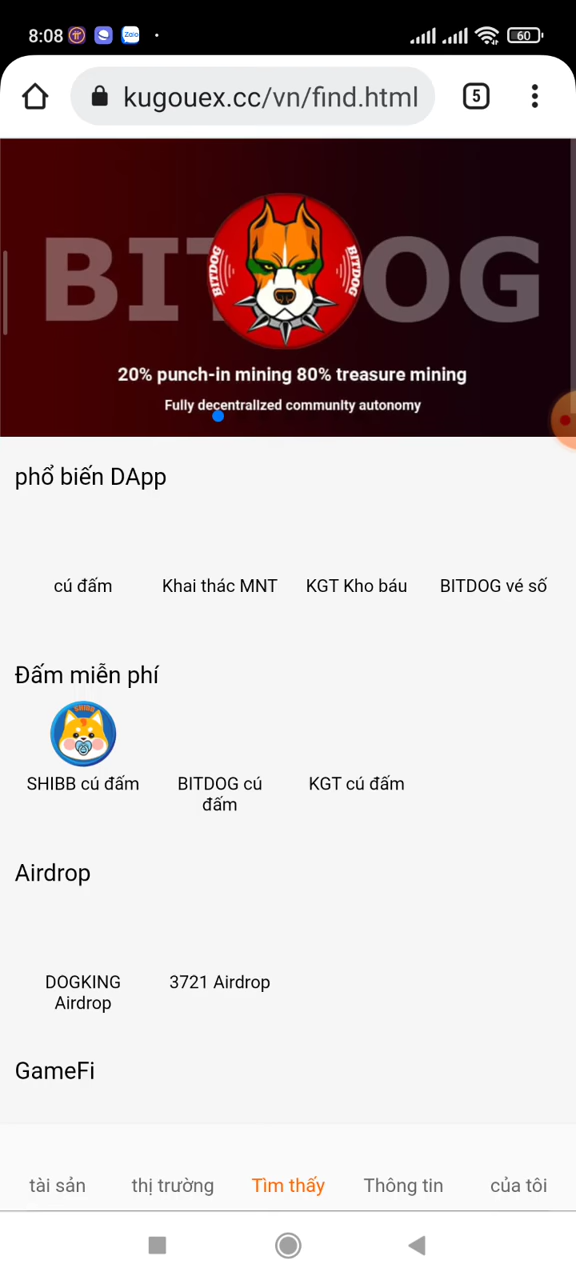 8:08
Zalo
60
kugouex.cc/vn/find.html
5
BITDOG
BITDOG
BITDOG
20% punch-in mining 80% treasure mining
Fully decentralized community autonomy
phổ biến DApp
cú đấm
Khai thác MNT
KGT Kho báu
BITDOG vé số
Đấm miễn phí
SHIBB
SHIBB cú đấm
BITDOG cú
đấm
KGT cú đấm
Airdrop
DOGKING
Airdrop
3721 Airdrop
GameFi
tài sản
thị trường
Tìm thấy
Thông tin
của tôi